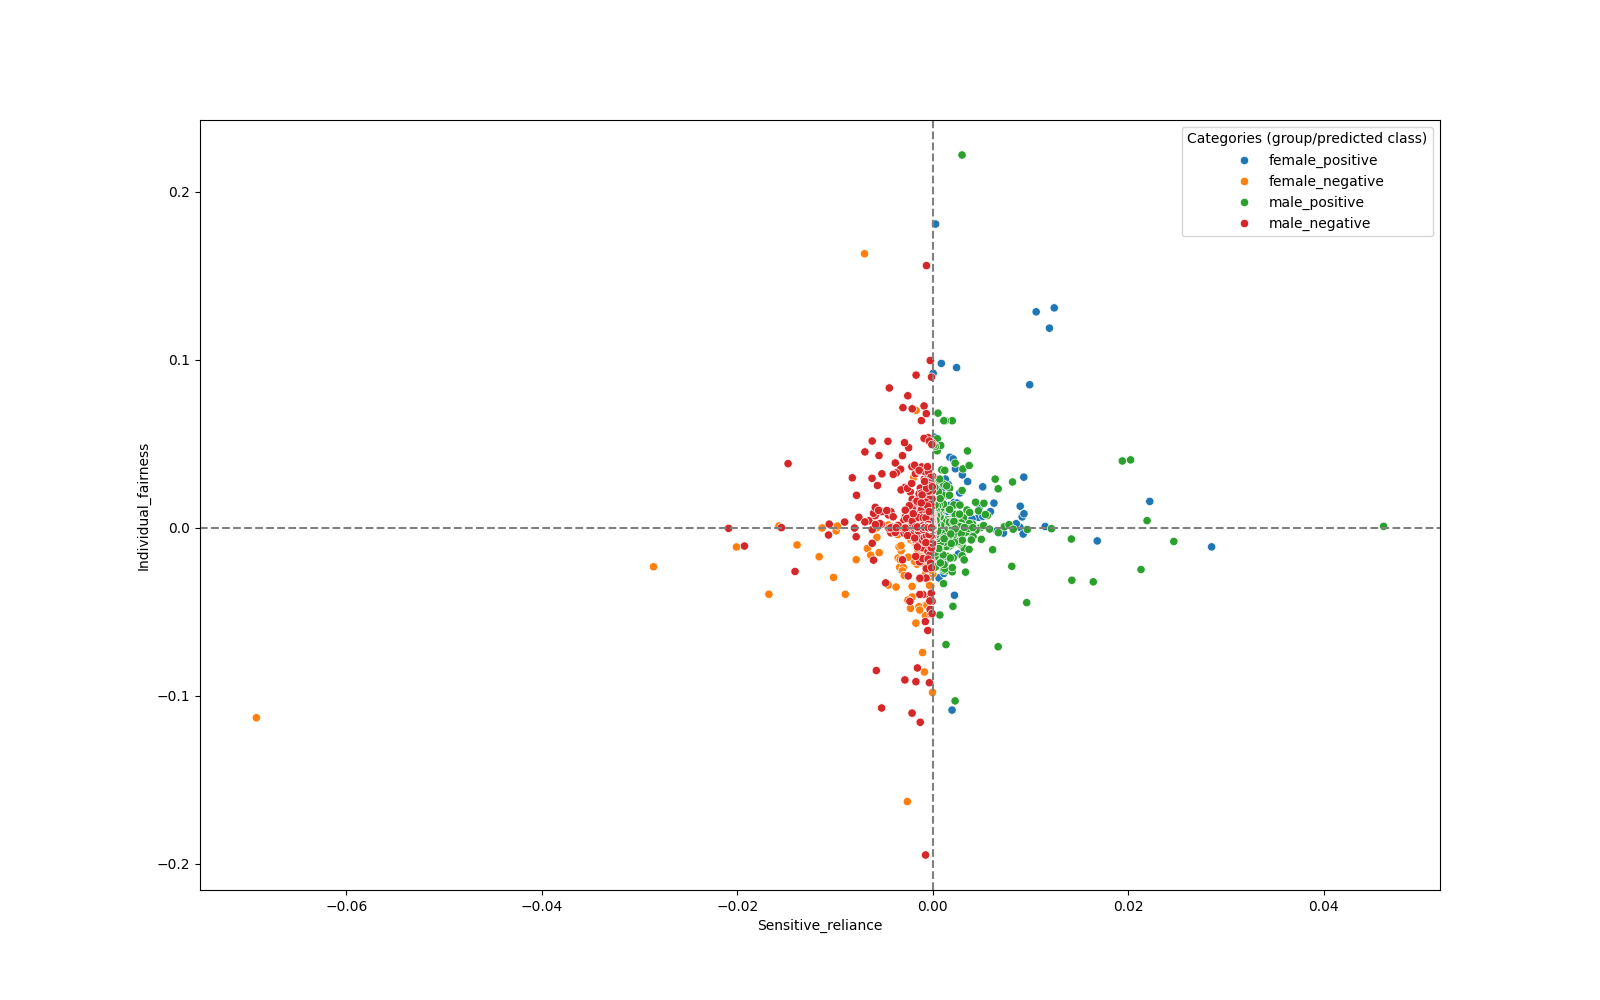 Categories (group/predicted class)
female_positive
female_negative
male_positive
male_negative
0.2
0.1
0.0
−0.1
−0.2
Individual_fairness
−0.06
−0.04
−0.02
0.00
0.02
0.04
Sensitive_reliance